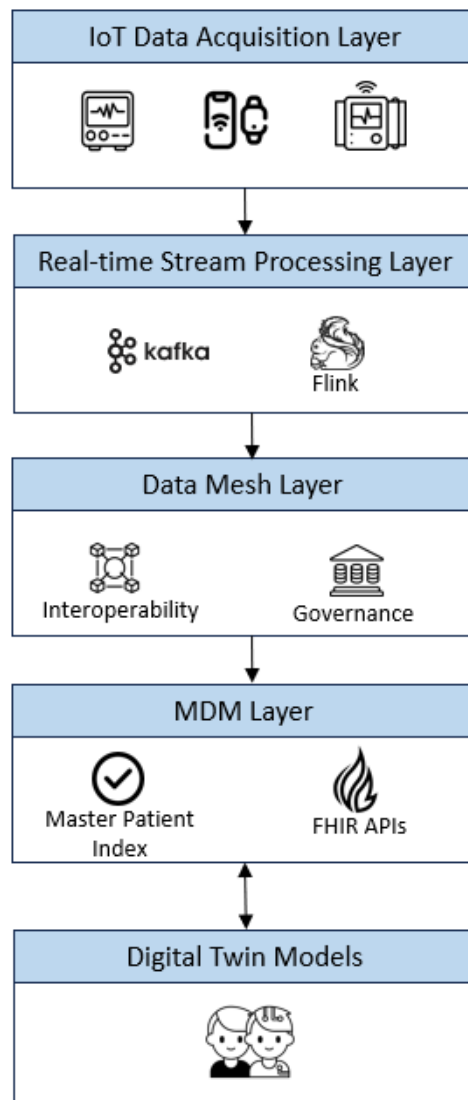 IoT Data Acquisition Layer
Real-time Stream Processing Layer
kafka
Flink
Data Mesh Layer
Interoperability
Governance
MDM Layer
Master Patient
Index
FHIR APIs
Digital Twin Models